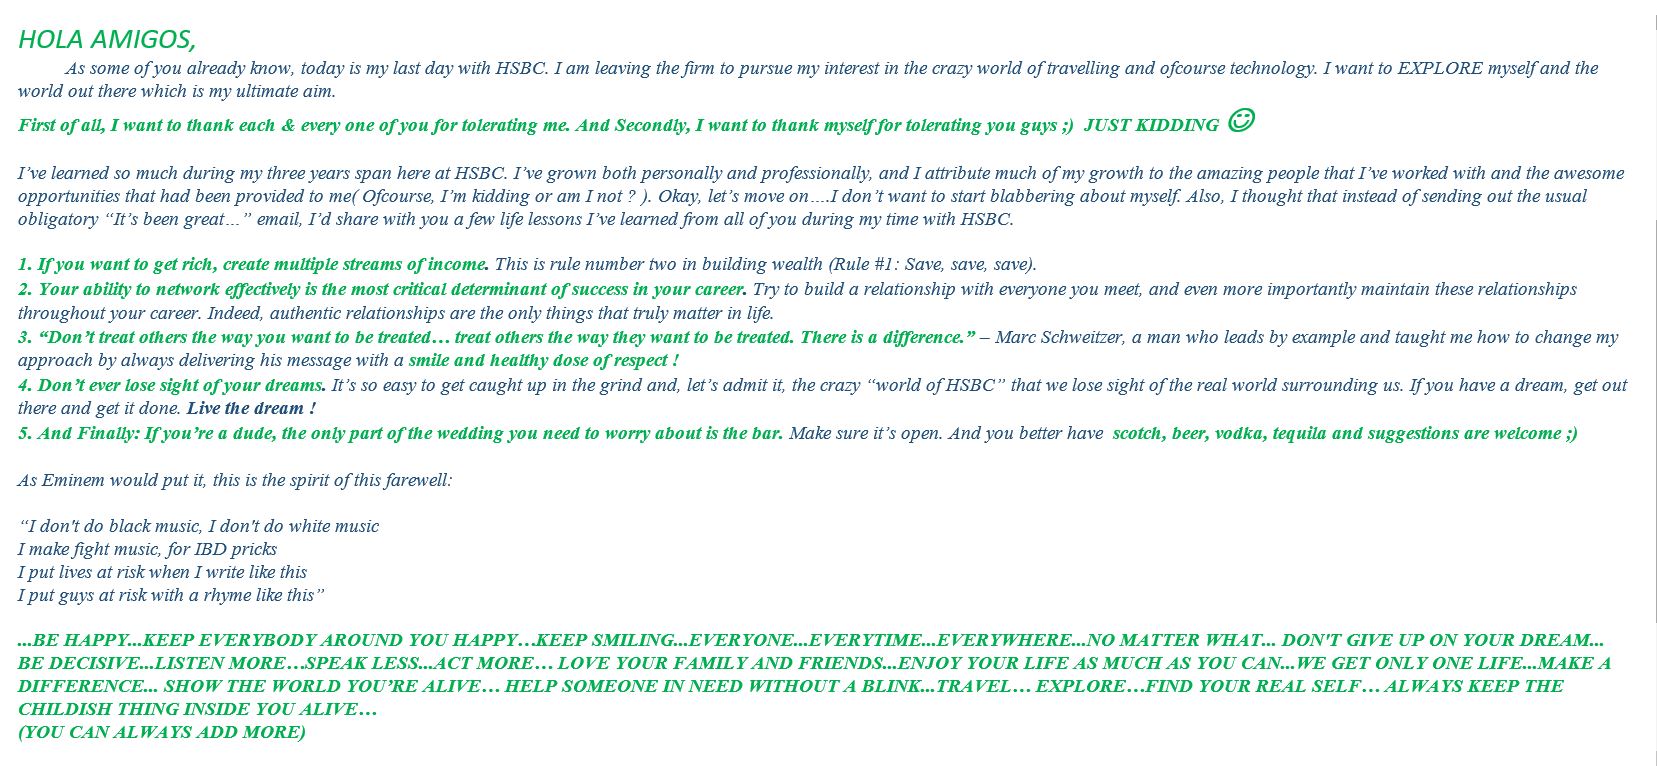 HOLA AMIGOS,
As some of you already know, today is my last day with HSBC. I am leaving the firm to pursue my interest in the crazy world of travelling and ofcourse technology. I want to EXPLORE myself and the
world out there which is my ultimate aim.
First of all, I want to thank each & every one of you for tolerating me. And Secondly, I want to thank myself for tolerating you guys ;)  JUST KIDDING ☺
I’ve learned so much during my three years span here at HSBC. I’ve grown both personally and professionally, and I attribute much of my growth to the amazing people that I’ve worked with and the awesome
opportunities that had been provided to me( Ofcourse, I’m kidding or am I not ? ). Okay, let’s move on….I don’t want to start blabbering about myself. Also, I thought that instead of sending out the usual
obligatory “It’s been great…” email, I’d share with you a few life lessons I’ve learned from all of you during my time with HSBC.
1. If you want to get rich, create multiple streams of income. This is rule number two in building wealth (Rule #1: Save, save, save).
2. Your ability to network effectively is the most critical determinant of success in your career. Try to build a relationship with everyone you meet, and even more importantly maintain these relationships
throughout your career. Indeed, authentic relationships are the only things that truly matter in life.
3. “Don’t treat others the way you want to be treated… treat others the way they want to be treated. There is a difference.” – Marc Schweitzer, a man who leads by example and taught me how to change my
approach by always delivering his message with a smile and healthy dose of respect !
4. Don’t ever lose sight of your dreams. It’s so easy to get caught up in the grind and, let’s admit it, the crazy “world of HSBC” that we lose sight of the real world surrounding us. If you have a dream, get out
there and get it done. Live the dream !
5. And Finally: If you’re a dude, the only part of the wedding you need to worry about is the bar. Make sure it’s open. And you better have  scotch, beer, vodka, tequila and suggestions are welcome ;)
As Eminem would put it, this is the spirit of this farewell:
“I don't do black music, I don't do white music
I make fight music, for IBD pricks
I put lives at risk when I write like this
I put guys at risk with a rhyme like this”
...BE HAPPY...KEEP EVERYBODY AROUND YOU HAPPY…KEEP SMILING...EVERYONE...EVERYTIME...EVERYWHERE...NO MATTER WHAT... DON'T GIVE UP ON YOUR DREAM...
BE DECISIVE...LISTEN MORE…SPEAK LESS...ACT MORE… LOVE YOUR FAMILY AND FRIENDS...ENJOY YOUR LIFE AS MUCH AS YOU CAN...WE GET ONLY ONE LIFE...MAKE A
DIFFERENCE... SHOW THE WORLD YOU’RE ALIVE… HELP SOMEONE IN NEED WITHOUT A BLINK...TRAVEL… EXPLORE…FIND YOUR REAL SELF… ALWAYS KEEP THE
CHILDISH THING INSIDE YOU ALIVE…
(YOU CAN ALWAYS ADD MORE)